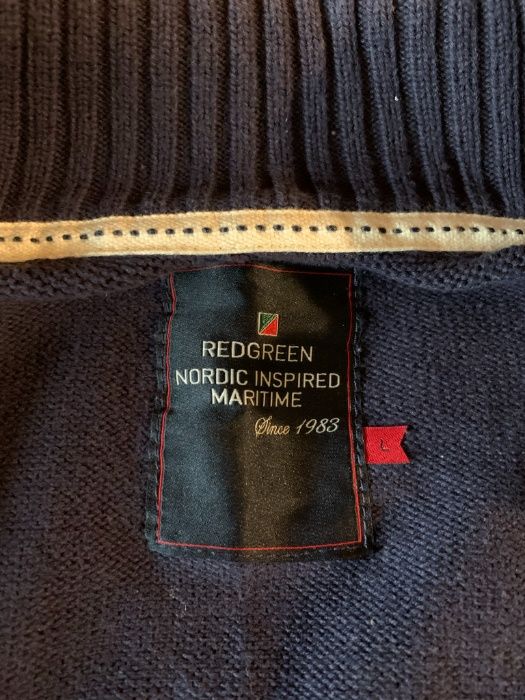 REDGREEN
NORDIC INSPIRED
MARITIME
Since 1983
L